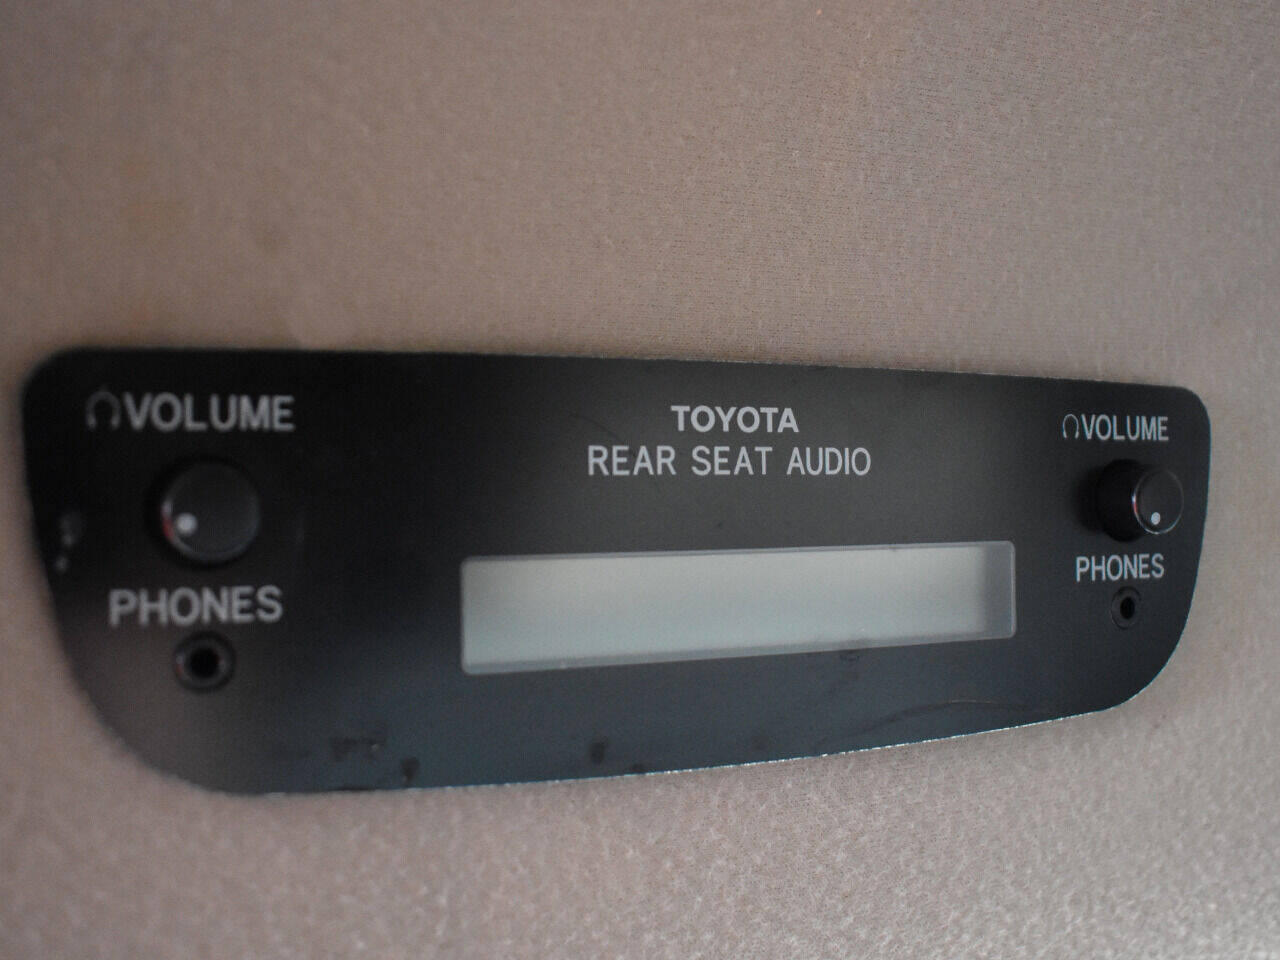 VOLUME
PHONES
TOYOTA
REAR SEAT AUDIO
VOLUME
PHONES